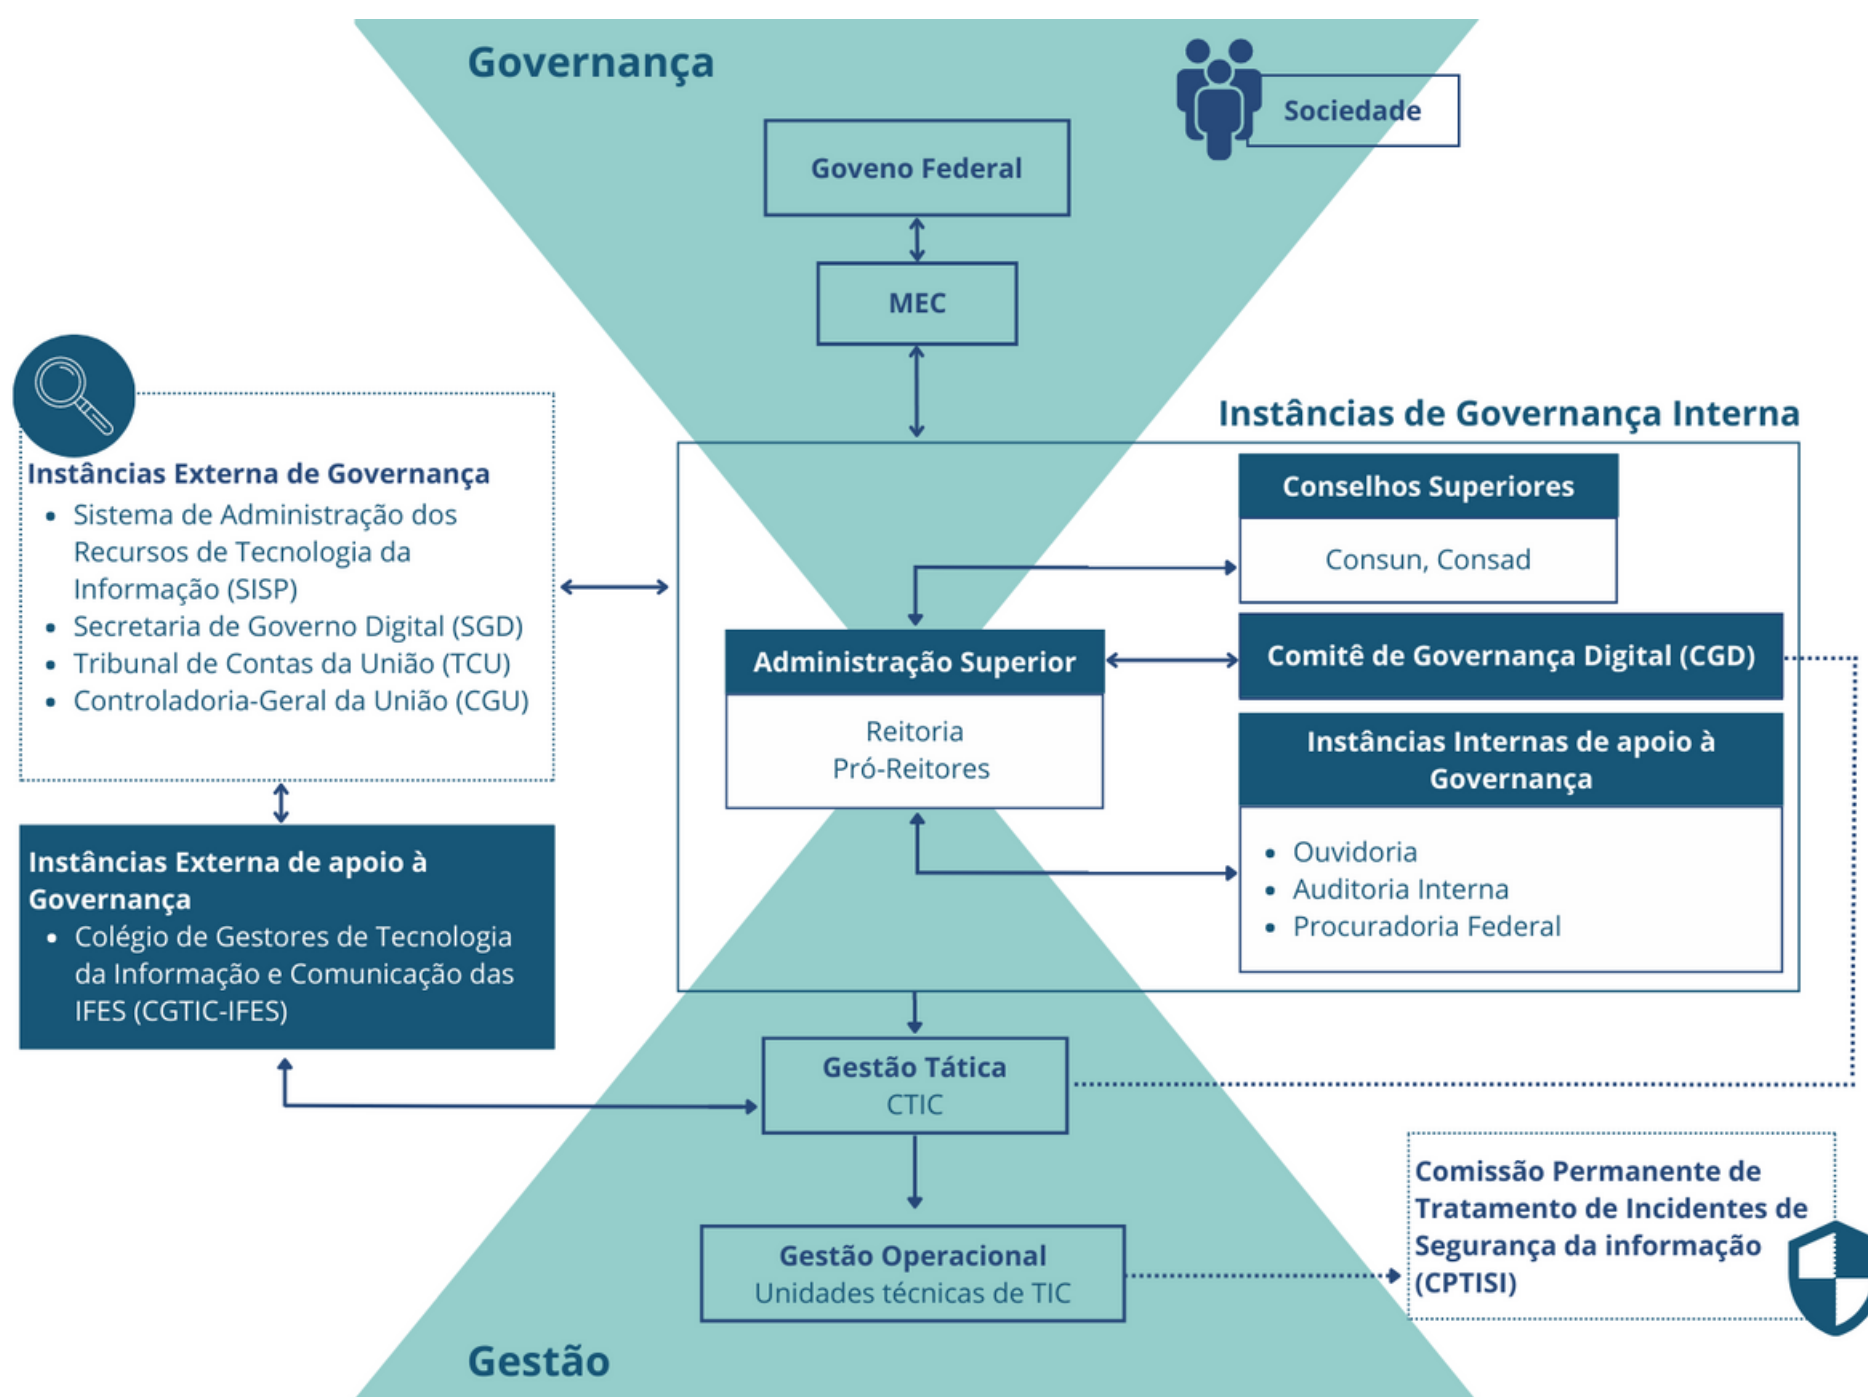 Governança
Sociedade
Goveno Federal
MEC
Instâncias Externa de Governança
• Sistema de Administração dos
Recursos de Tecnologia da
Informação (SISP)
• Secretaria de Governo Digital (SGD)
• Tribunal de Contas da União (TCU)
• Controladoria-Geral da União (CGU)
Instâncias Externa de apoio à
Governança
• Colégio de Gestores de Tecnologia
da Informação e Comunicação das
IFES (CGTIC-IFES)
Instâncias de Governança Interna
Conselhos Superiores
Consun, Consad
Administração Superior
Reitoria
Pró-Reitores
Comitê de Governança Digital (CGD)
Instâncias Internas de apoio à
Governança
• Ouvidoria
• Auditoria Interna
• Procuradoria Federal
Gestão Tática
CTIC
Gestão Operacional
Unidades técnicas de TIC
Comissão Permanente de
Tratamento de Incidentes de
Segurança da informação
(CPTISI)
Gestão